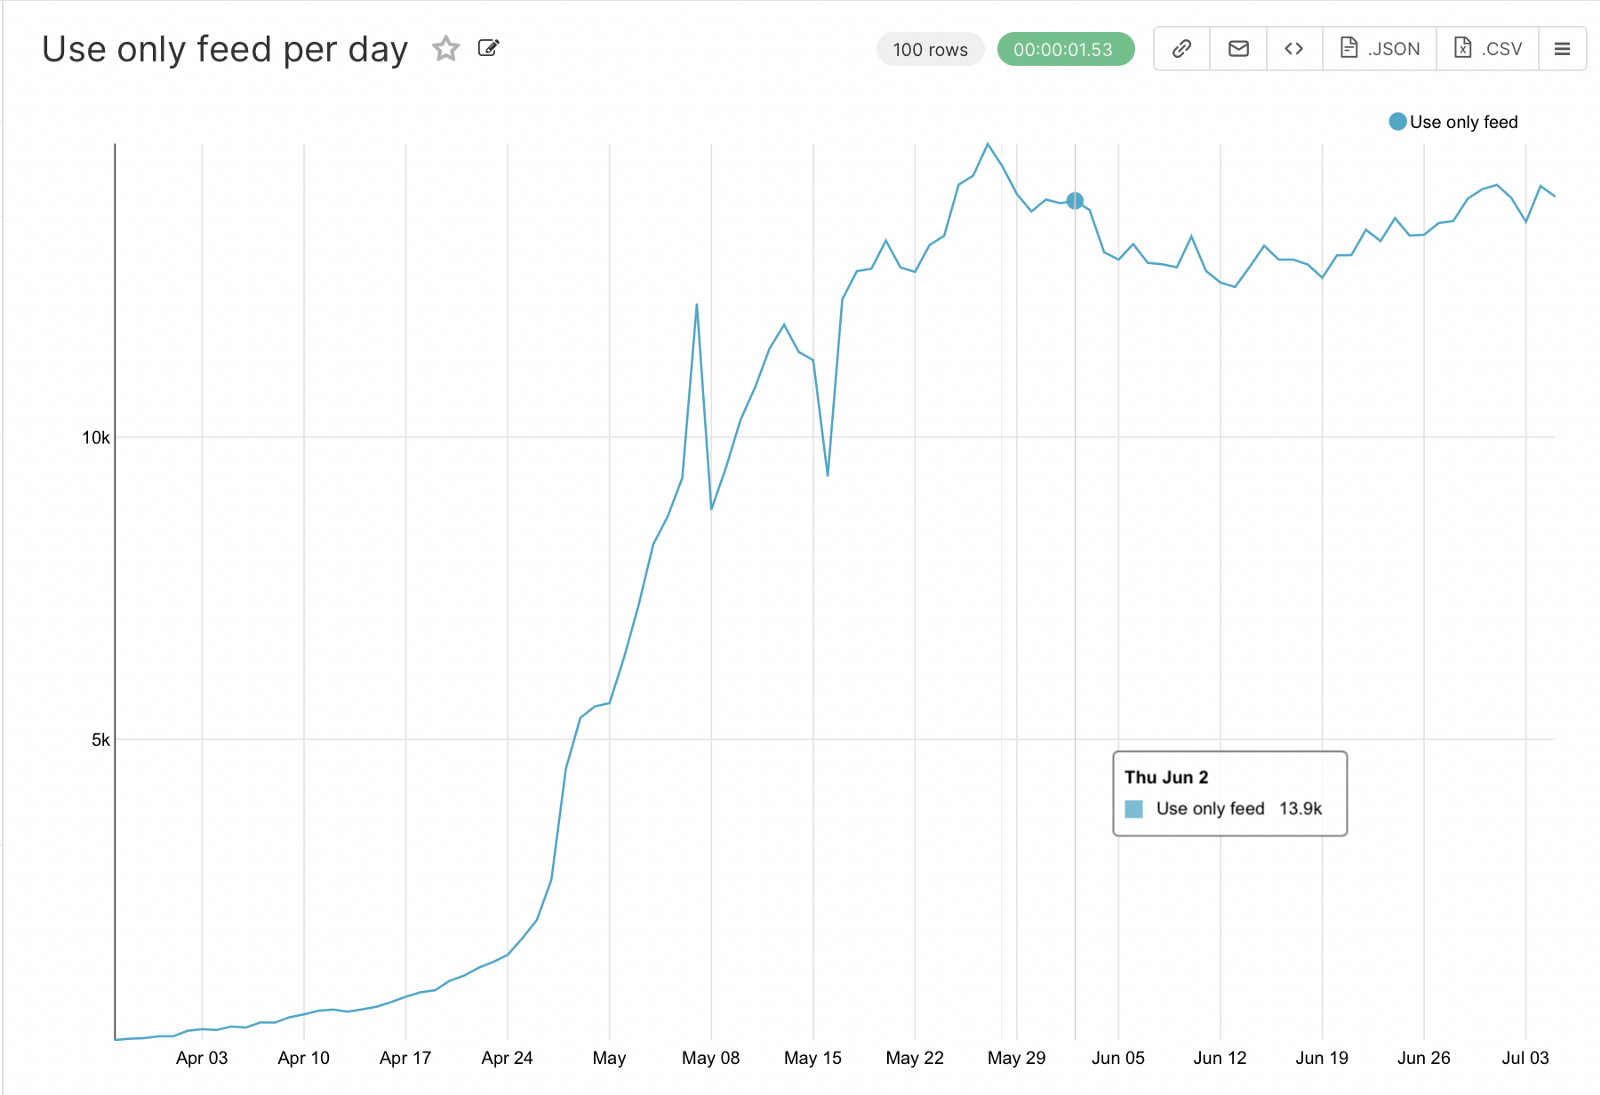 Use only feed per day
100 rows
00:00:01.53
.JSON
.CSV
Use only feed
10k
5k
Thu Jun 2
Use only feed 13.9k
Apr 03 Apr 10 Apr 17 Apr 24 May May 08 May 15 May 22 May 29 Jun 05 Jun 12 Jun 19 Jun 26 Jul 03